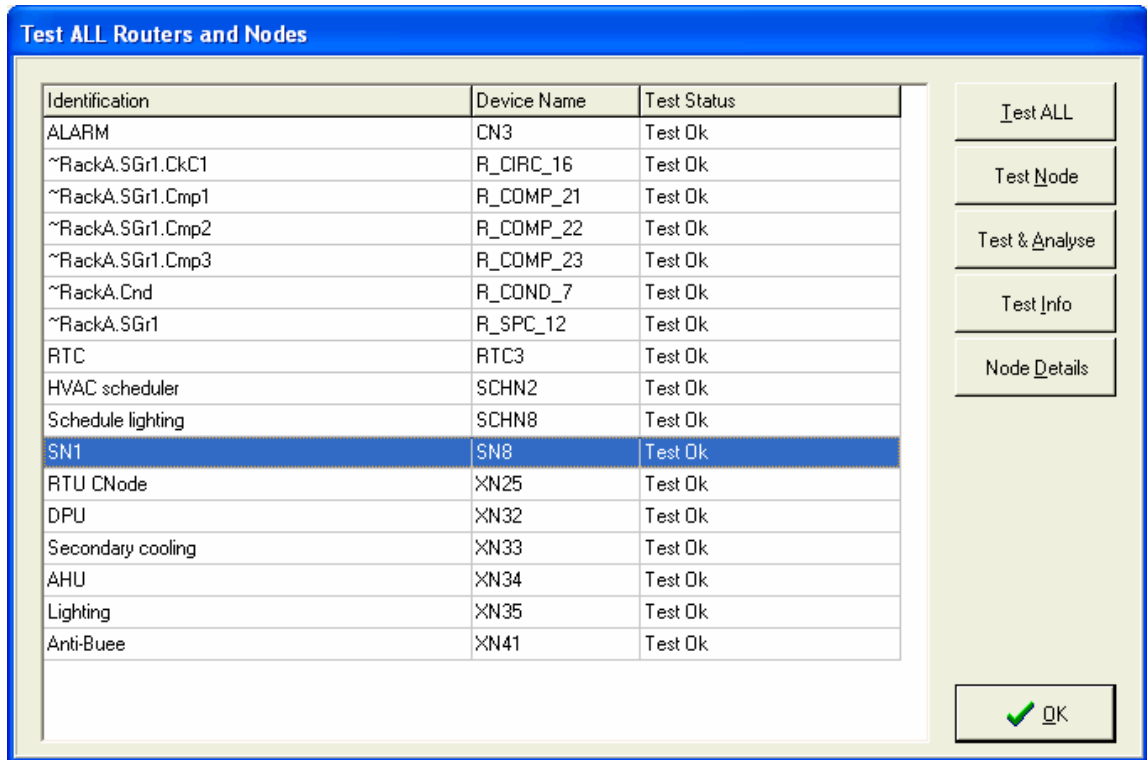 Test ALL Routers and Nodes
Identification Device Name Test Status
ALARM CN3 Test Ok
~RackA.SGr1.CkC1 R_CIRC_16 Test Ok
~RackA.SGr1.Cmp1 R_COMP_21 Test Ok
~RackA.SGr1.Cmp2 R_COMP_22 Test Ok
~RackA.SGr1.Cmp3 R_COMP_23 Test Ok
~RackA.Cnd R_COND_7 Test Ok
~RackA.SGr1 R_SPC_12 Test Ok
RTC RTC3 Test Ok
HVAC scheduler SCHN2 Test Ok
Schedule lighting SCHN8 Test Ok
SN1 SN8 Test Ok
RTU CNode XN25 Test Ok
DPU XN32 Test Ok
Secondary cooling XN33 Test Ok
AHU XN34 Test Ok
Lighting XN35 Test Ok
Anti-Buee XN41 Test Ok
Test ALL
Test Node
Test & Analyse
Test Info
Node Details
OK